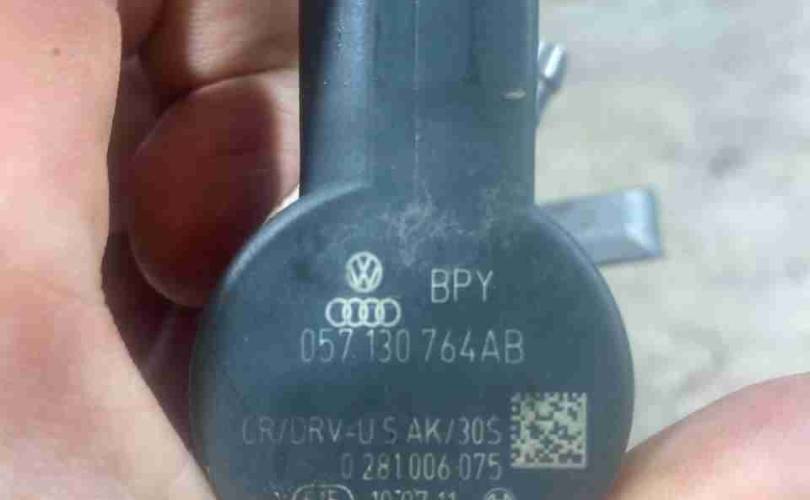 BPY
057 130 764AB
CR/DRV-U S AK/30S
0 281 006 075